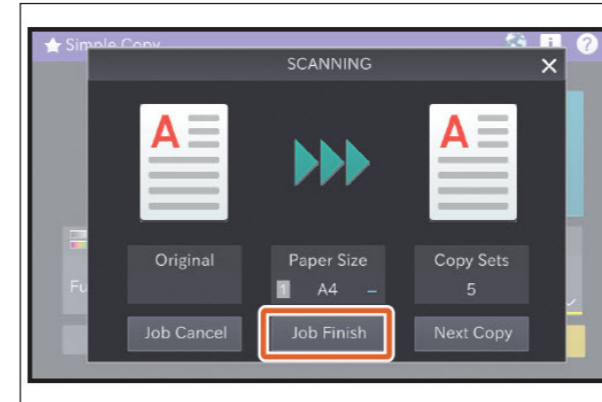 Simple Copy
SCANNING
A
A
Original
Paper Size
Copy Sets
1 A4
5
Fu
Job Cancel
Job Finish
Next Copy